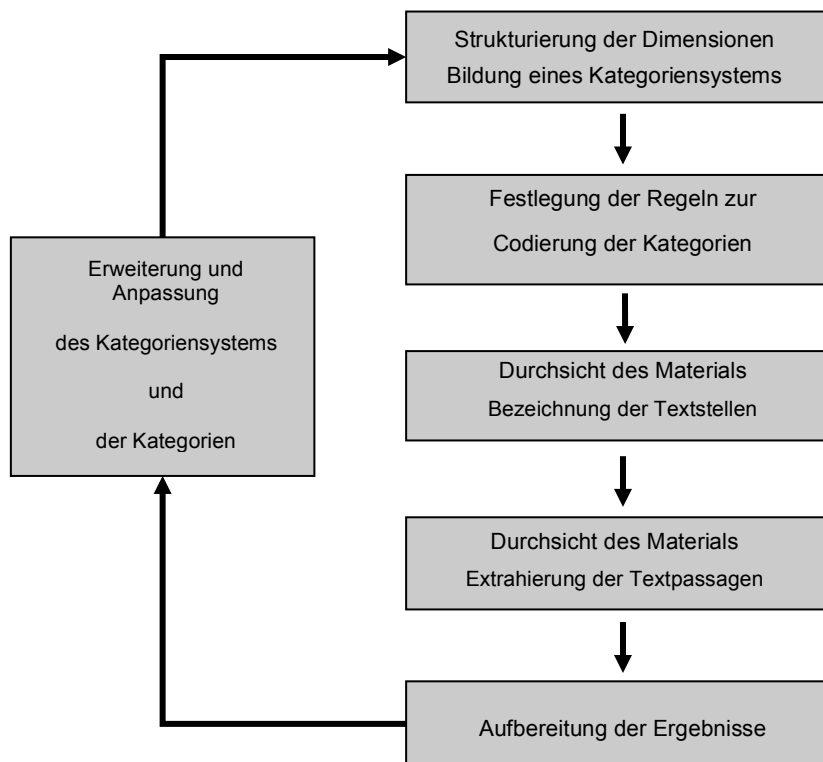 Strukturierung der Dimensionen
Bildung eines Kategoriensystems
Festlegung der Regeln zur
Codierung der Kategorien
Durchsicht des Materials
Bezeichnung der Textstellen
Durchsicht des Materials
Extrahierung der Textpassagen
Aufbereitung der Ergebnisse
Erweiterung und
Anpassung
des Kategoriensystems
und
der Kategorien